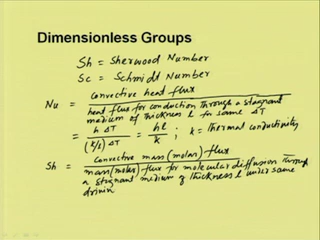 Dimensionless Groups
Sh = Sherwood Number
Sc = Schmidt Number
Nu = convective heat flux / heat flux for conduction through a stagnant
medium of thickness l for same ΔT
= h ΔT / (k/l) ΔT = hl / k ; k = thermal conductivity
Sh = convective mass (molar) flux / mass (molar) flux for molecular diffusion through
a stagnant medium of thickness l under same
drivin